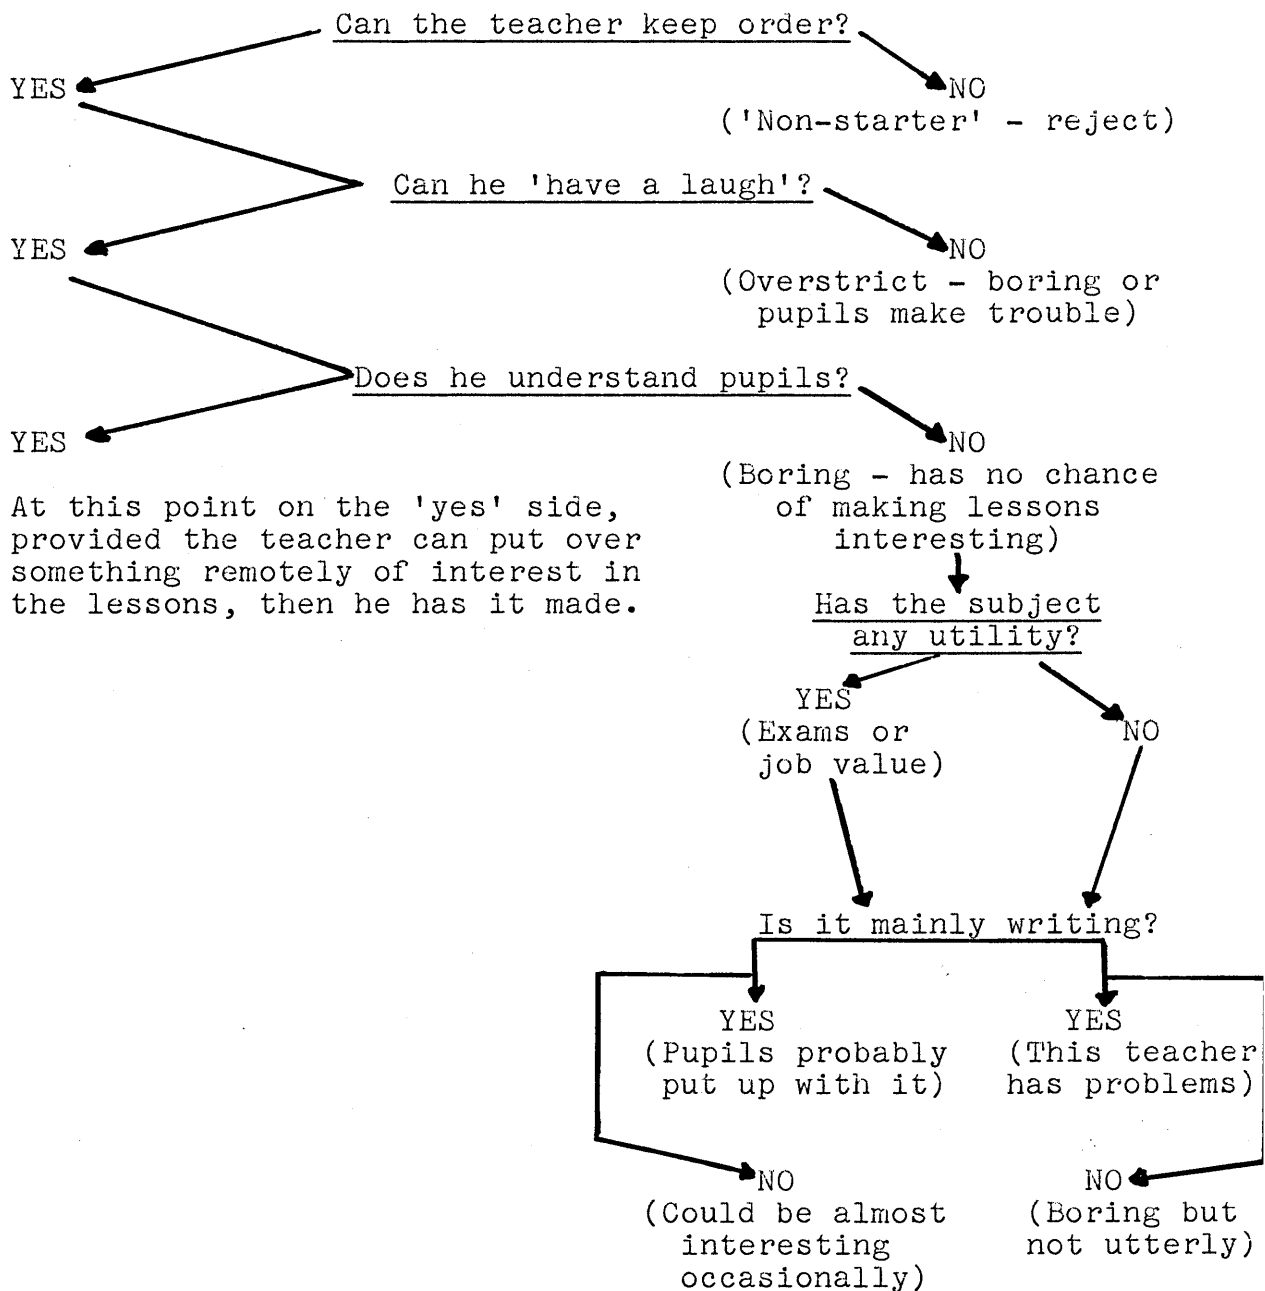 Can the teacher keep order?
YES
NO
('Non-starter' - reject)
Can he 'have a laugh'?
YES
NO
(Overstrict - boring or
pupils make trouble)
Does he understand pupils?
YES
NO
(Boring - has no chance
of making lessons
interesting)
At this point on the 'yes' side,
provided the teacher can put over
something remotely of interest in
the lessons, then he has it made.
Has the subject
any utility?
YES
(Exams or
job value)
NO
Is it mainly writing?
YES
(Pupils probably
put up with it)
YES
(This teacher
has problems)
NO
(Could be almost
interesting
occasionally)
NO
(Boring but
not utterly)